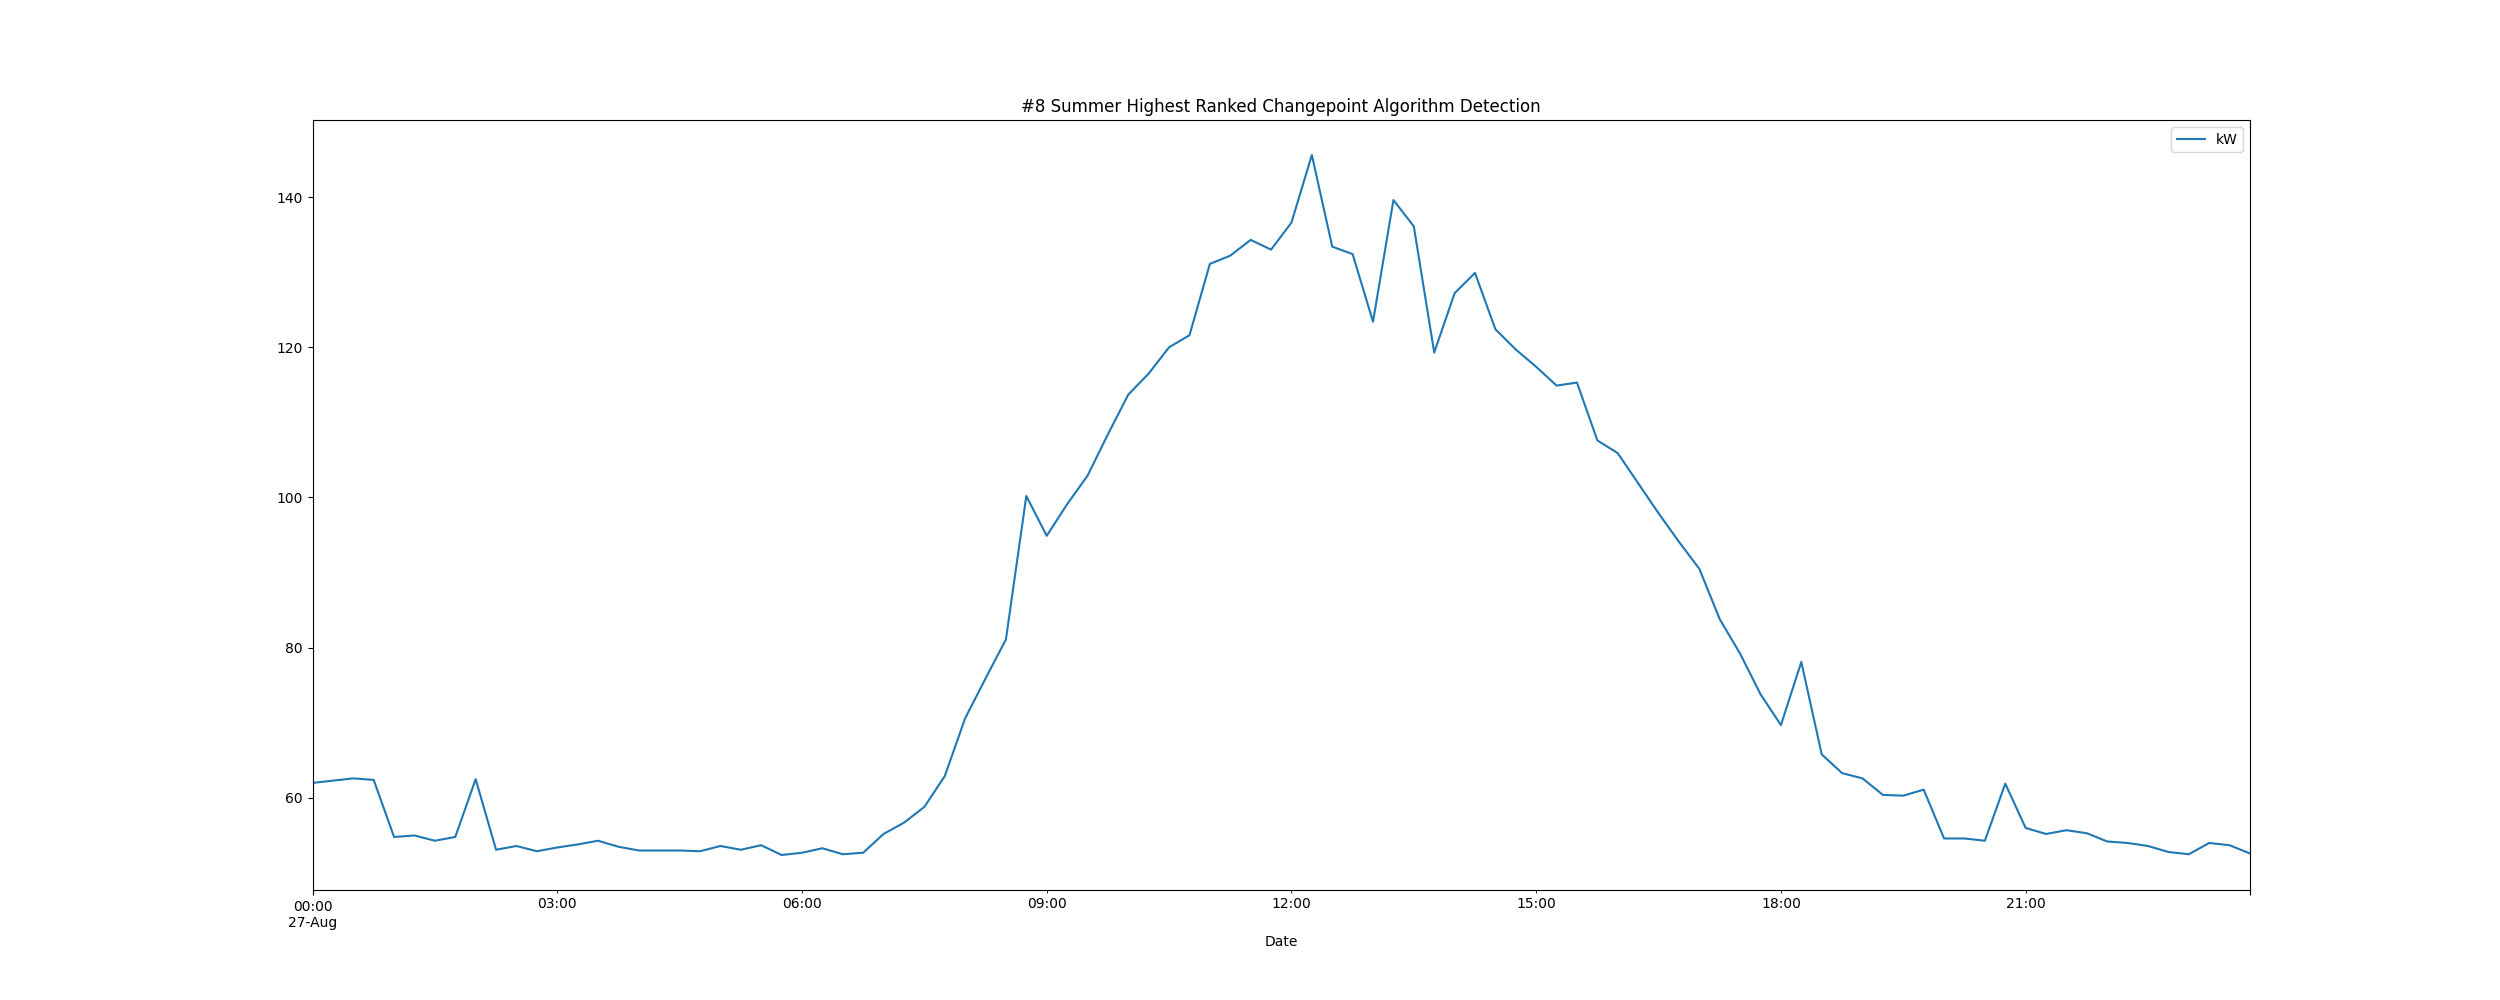 #8 Summer Highest Ranked Changepoint Algorithm Detection
kW
140
120
100
80
60
00:00 03:00 06:00 09:00 12:00 15:00 18:00 21:00
27-Aug
Date